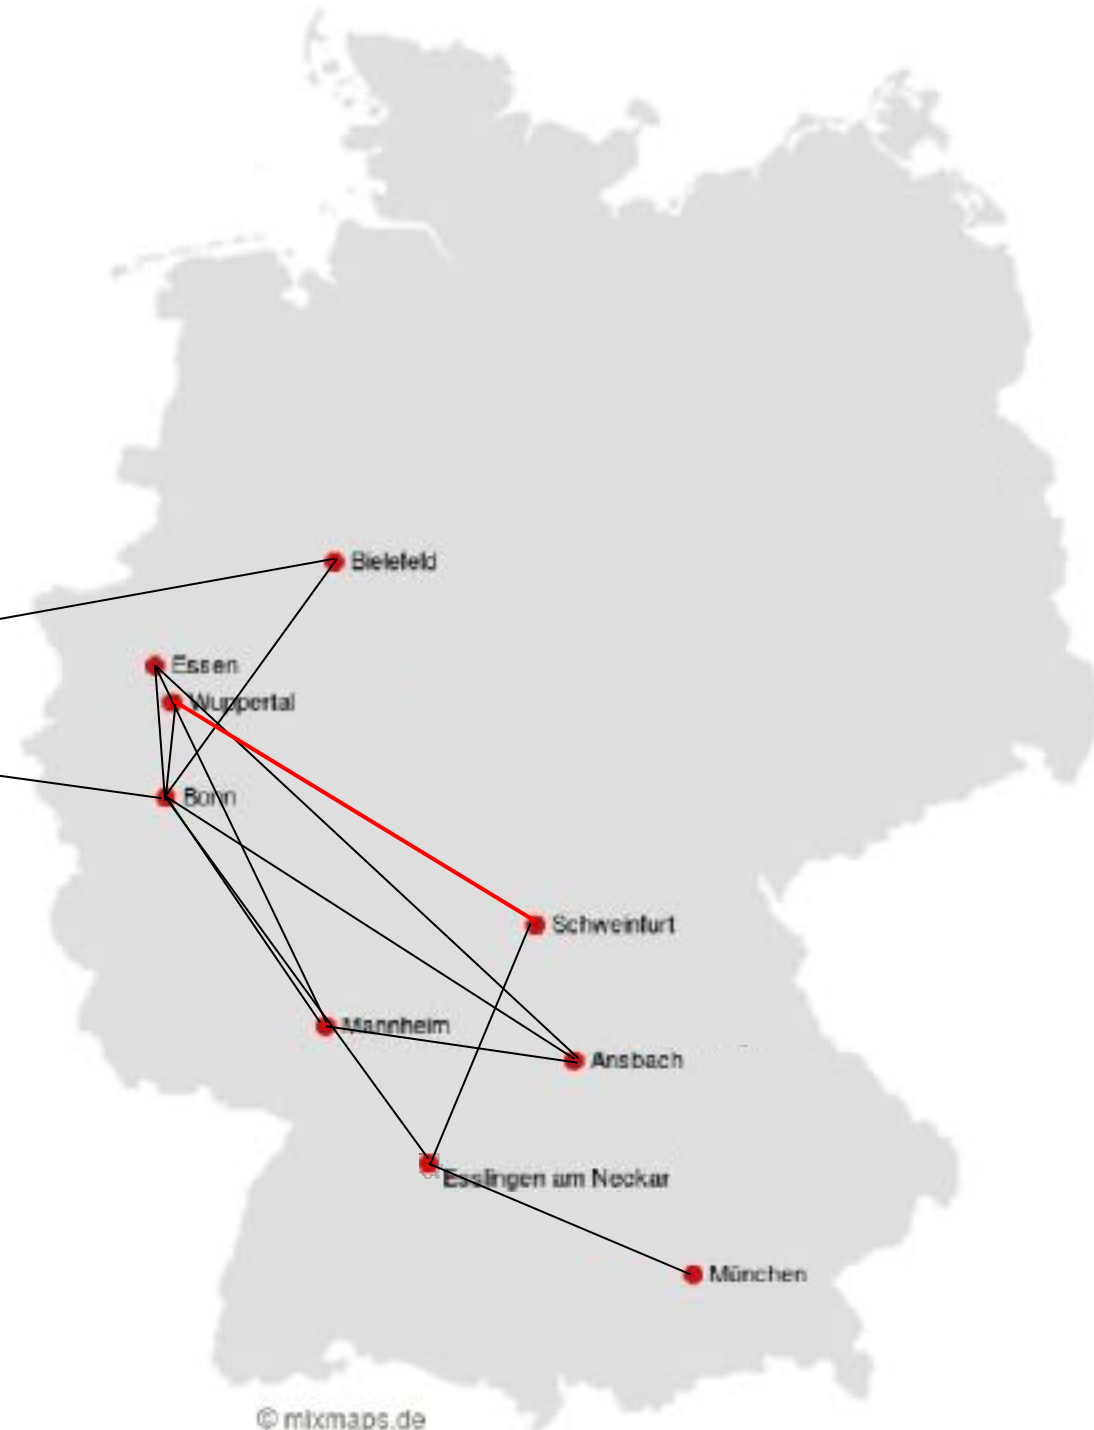 Bielefeld
Essen
Wuppertal
Bonn
Schweinfurt
Mannheim
Ansbach
Esslingen am Neckar
München
© mixmaps.de